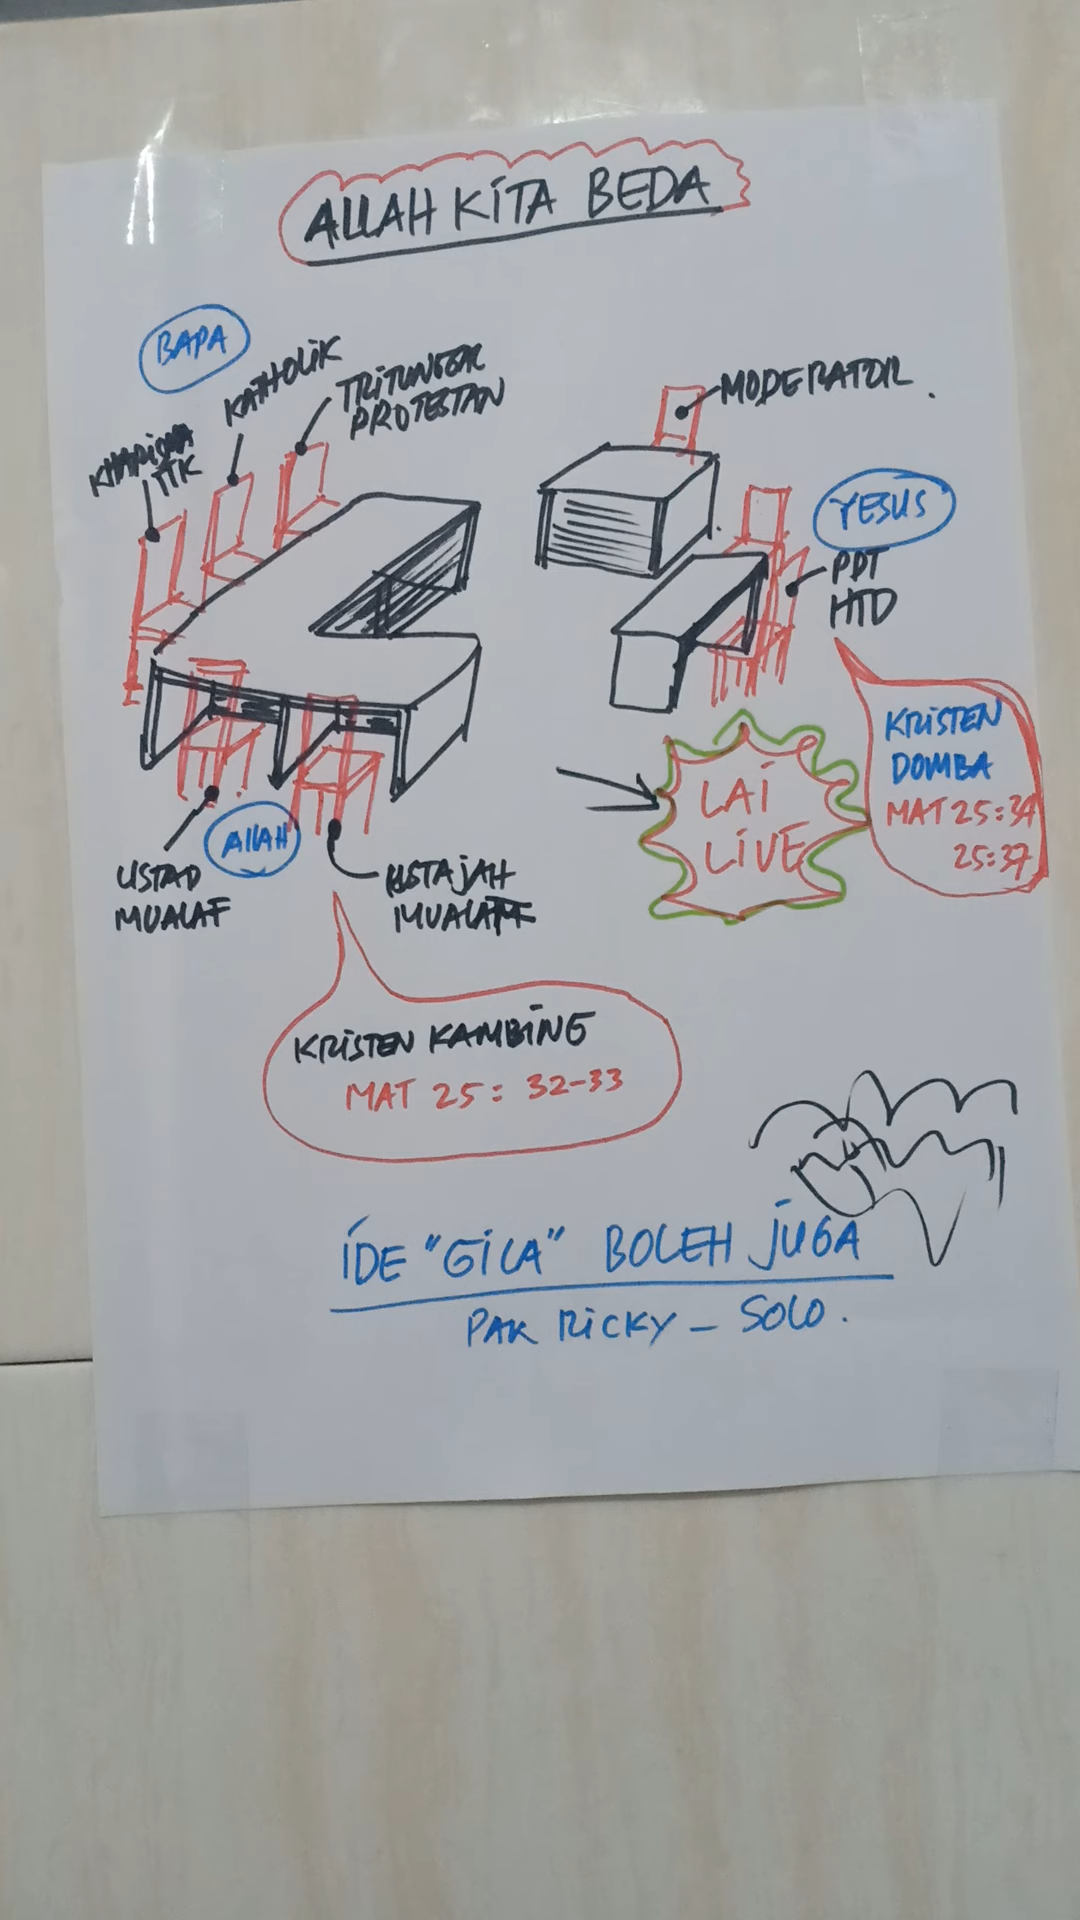 ALLAH KITA BEDA
BAPA
KHARISMA
TIK
KATHOLIK
TRITUNGGAL
PROTESTAN
MODERATOR.
YESUS
PDT
HTD
KRISTEN
DOMBA
MAT 25:34
25:37
LAI
LIVE
USTAD
MUALAF
ALLAH
USTAJAH
MUALAF
KRISTEN KAMBING
MAT 25: 32-33
IDE "GILA" BOLEH JUGA
PAK RICKY - SOLO.